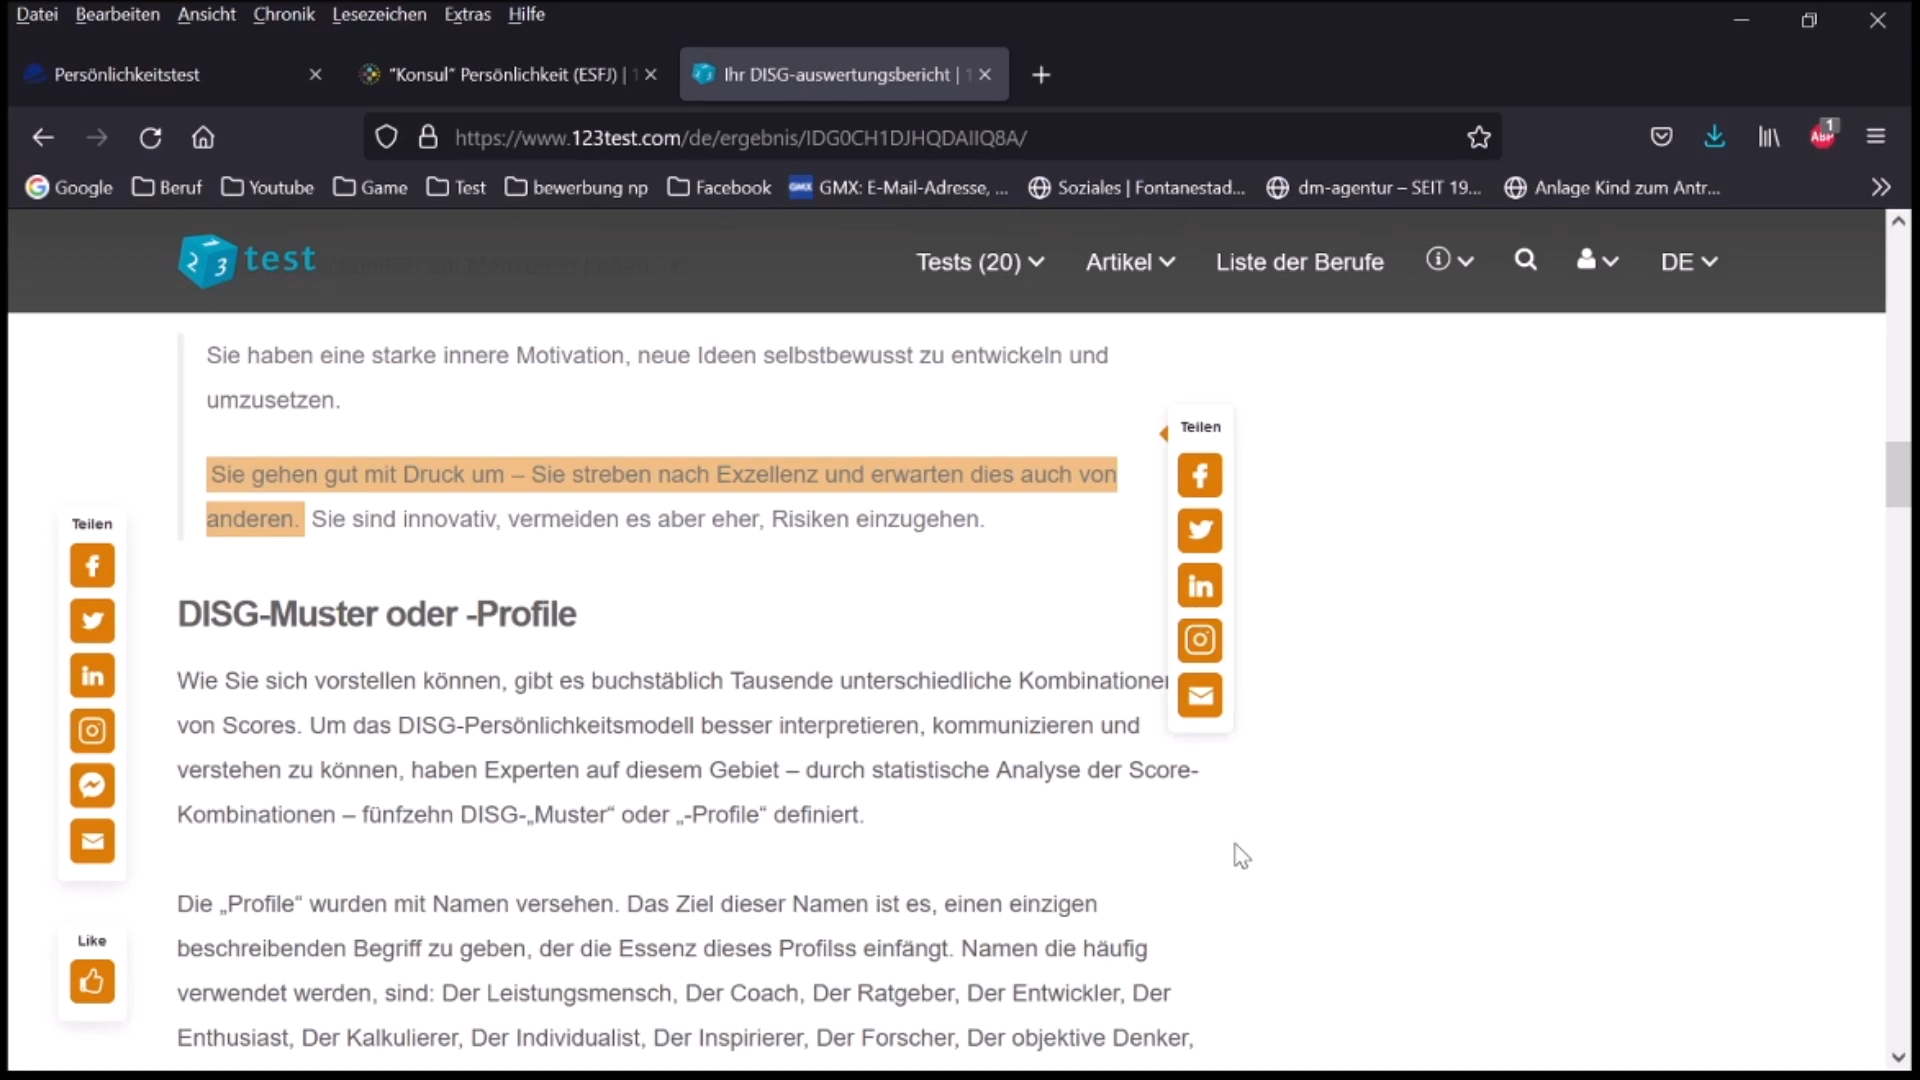 Datei Bearbeiten Ansicht Chronik Lesezeichen Extras Hilfe
Persönlichkeitstest
"Konsul" Persönlichkeit (ESFJ) | 1
Ihr DISG-auswertungsbericht | 1
https://www.123test.com/de/ergebnis/IDG0CH1DJHQDAIIQ8A/
ABP 1
Google Beruf Youtube Game Test bewerbung np Facebook GMX GMX: E-Mail-Adresse, ... Soziales | Fontanestad... dm-agentur – SEIT 19... Anlage Kind zum Antr...
123 test
Tests (20) Artikel Liste der Berufe DE
Sie haben eine starke innere Motivation, neue Ideen selbstbewusst zu entwickeln und
umzusetzen.
Sie gehen gut mit Druck um – Sie streben nach Exzellenz und erwarten dies auch von
anderen. Sie sind innovativ, vermeiden es aber eher, Risiken einzugehen.
Teilen
Teilen
DISG-Muster oder -Profile
Wie Sie sich vorstellen können, gibt es buchstäblich Tausende unterschiedliche Kombinationen
von Scores. Um das DISG-Persönlichkeitsmodell besser interpretieren, kommunizieren und
verstehen zu können, haben Experten auf diesem Gebiet – durch statistische Analyse der Score-
Kombinationen – fünfzehn DISG-„Muster“ oder „-Profile“ definiert.
Die „Profile“ wurden mit Namen versehen. Das Ziel dieser Namen ist es, einen einzigen
beschreibenden Begriff zu geben, der die Essenz dieses Profilss einfängt. Namen die häufig
verwendet werden, sind: Der Leistungsmensch, Der Coach, Der Ratgeber, Der Entwickler, Der
Enthusiast, Der Kalkulierer, Der Individualist, Der Inspirierer, Der Forscher, Der objektive Denker,
Like